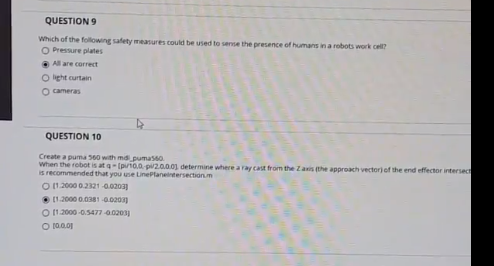 QUESTION 9
Which of the following safety measures could be used to sense the presence of humans in a robots work cell?
Pressure plates
All are correct
light curtain
cameras
QUESTION 10
Create a puma 560 with mdl_puma560.
When the robot is at q = [pi/10,0,-pi/2,0,0,0], determine where a ray cast from the Z axis (the approach vector) of the end effector intersect
is recommended that you use LinePlaneIntersection.m
[1.2000 0.2321 -0.0203]
[1.2000 0.0381 -0.0203]
[1.2000 -0.5477 -0.0203]
[0,0,0]